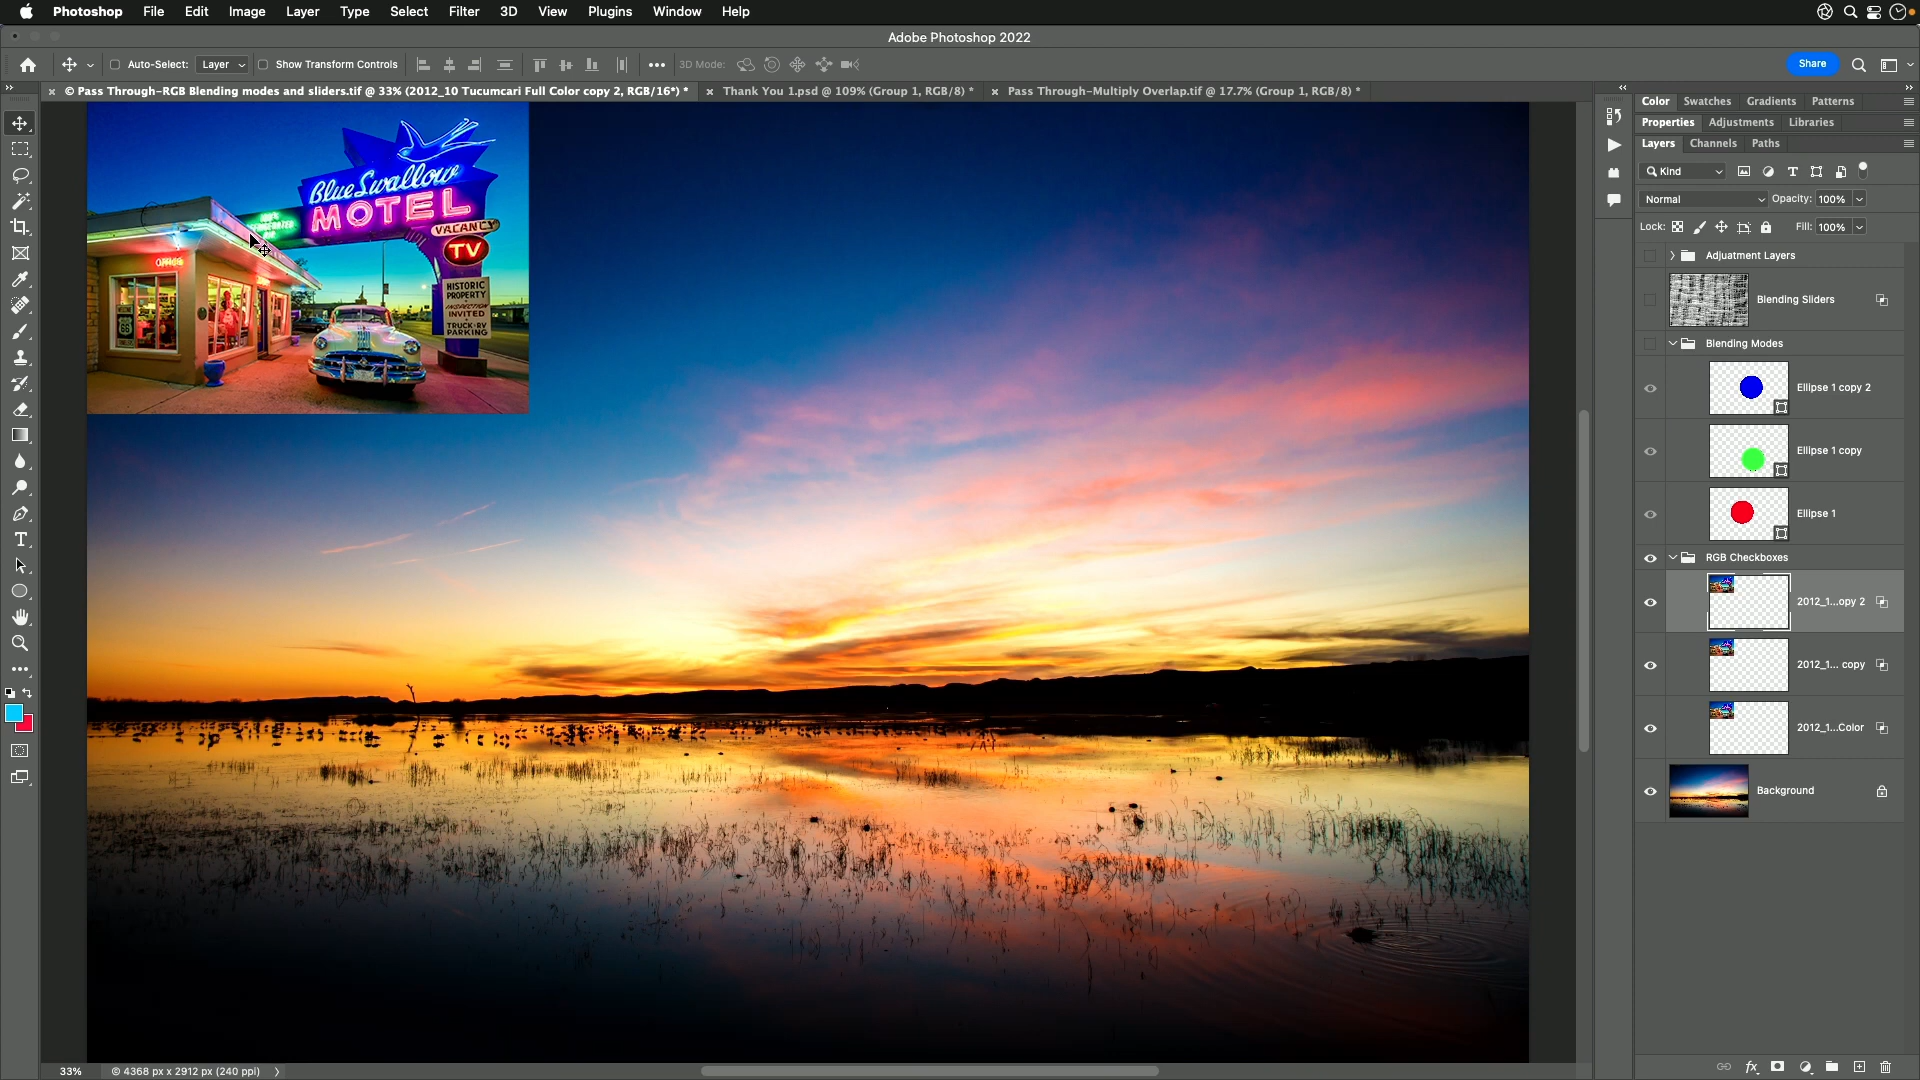 Photoshop File Edit Image Layer Type Select Filter 3D View Plugins Window Help
Adobe Photoshop 2022
Auto-Select: Layer Show Transform Controls 3D Mode: Share
© Pass Through-RGB Blending modes and sliders.tif @ 33% (2012_10 Tucumcari Full Color copy 2, RGB/16*) *
Thank You 1.psd @ 109% (Group 1, RGB/8) *
Pass Through-Multiply Overlap.tif @ 17.7% (Group 1, RGB/8) *
Color Swatches Gradients Patterns
Properties Adjustments Libraries
Layers Channels Paths
Kind
Normal Opacity: 100%
Lock: Fill: 100%
Adjuatment Layers
Blending Sliders
Blending Modes
Ellipse 1 copy 2
Ellipse 1 copy
Ellipse 1
RGB Checkboxes
2012_1...opy 2
2012_1... copy
2012_1...Color
Background
Blue Swallow
MOTEL
VACANCY
TV
OFFICE
HISTORIC
PROPERTY
INSPECTION
INVITED
TRUCK-RV
PARKING
66
33% © 4368 px x 2912 px (240 ppi)